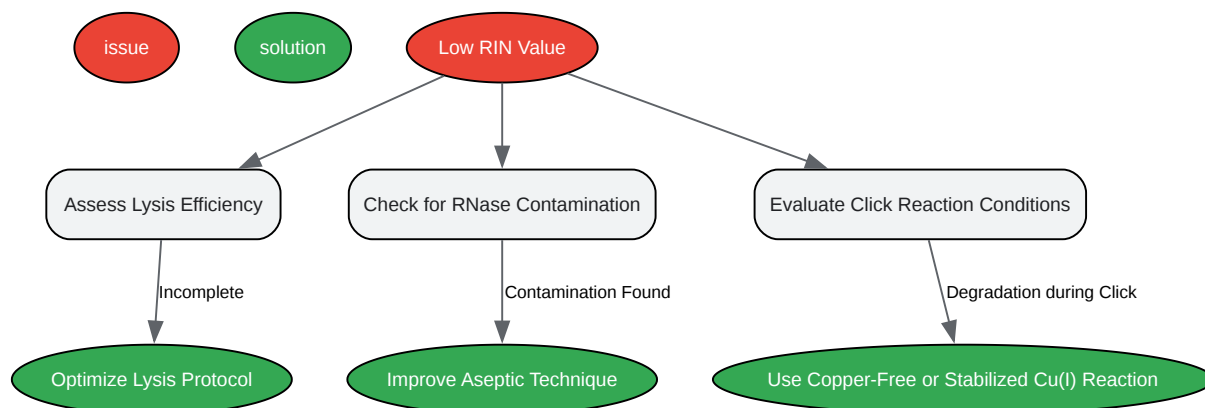 issue
solution
Low RIN Value
Assess Lysis Efficiency
Check for RNase Contamination
Evaluate Click Reaction Conditions
Incomplete
Contamination Found
Degradation during Click
Optimize Lysis Protocol
Improve Aseptic Technique
Use Copper-Free or Stabilized Cu(I) Reaction